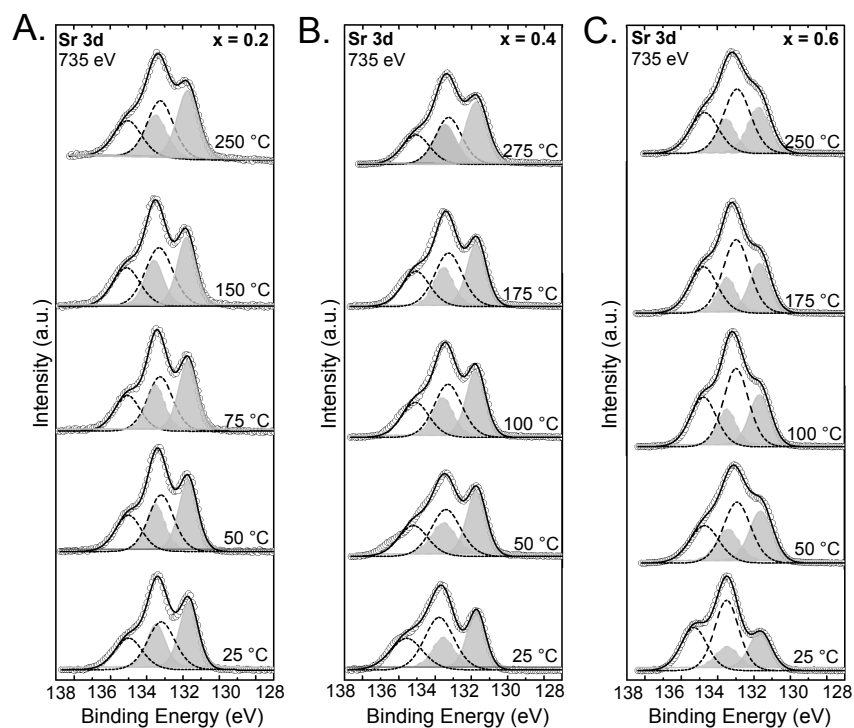 A.
Sr 3d x = 0.2
735 eV
250 °C
150 °C
75 °C
50 °C
25 °C
138 136 134 132 130 128
Binding Energy (eV)
Intensity (a.u.)
B.
Sr 3d x = 0.4
735 eV
275 °C
175 °C
100 °C
50 °C
25 °C
138 136 134 132 130 128
Binding Energy (eV)
Intensity (a.u.)
C.
Sr 3d x = 0.6
735 eV
250 °C
175 °C
100 °C
50 °C
25 °C
138 136 134 132 130 128
Binding Energy (eV)
Intensity (a.u.)